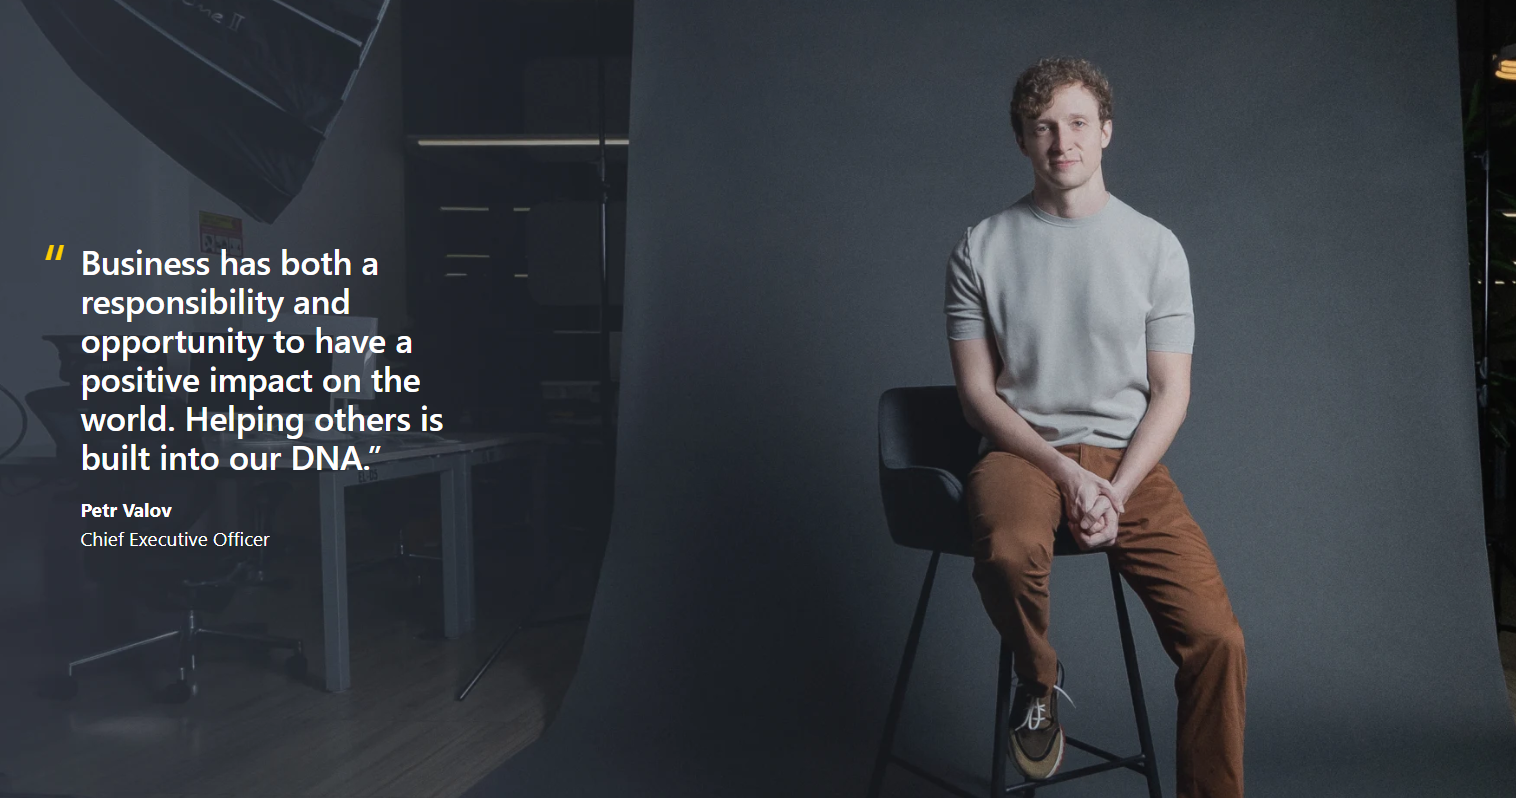 “
Business has both a
responsibility and
opportunity to have a
positive impact on the
world. Helping others is
built into our DNA.”
Petr Valov
Chief Executive Officer